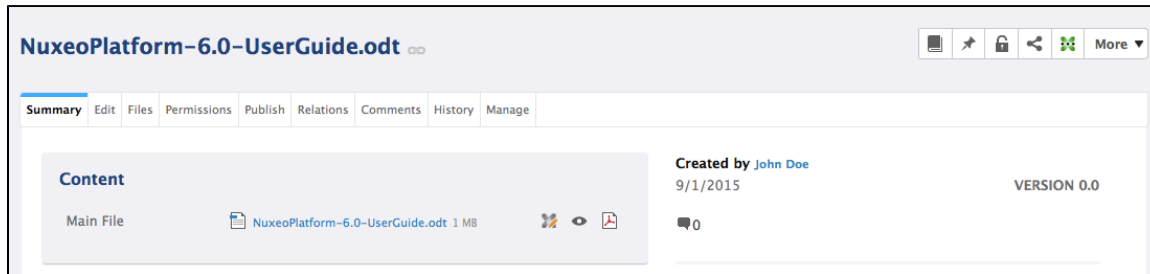 NuxeoPlatform-6.0-UserGuide.odt
More ▼
Summary Edit Files Permissions Publish Relations Comments History Manage
Content
Main File NuxeoPlatform-6.0-UserGuide.odt 1 MB
Created by John Doe
9/1/2015 VERSION 0.0
0